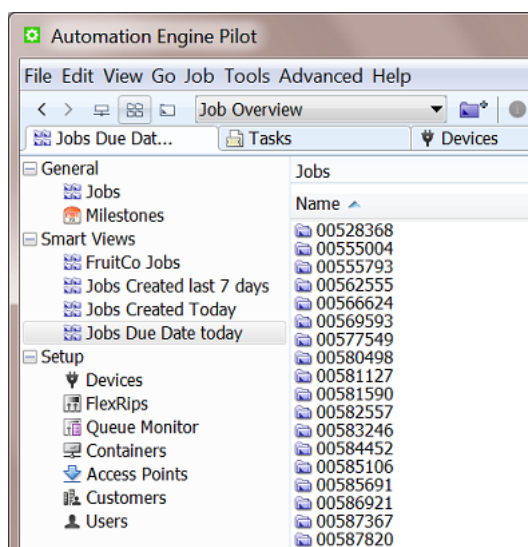 Automation Engine Pilot
File Edit View Go Job Tools Advanced Help
Job Overview
Jobs Due Dat...
Tasks
Devices
General
Jobs
Milestones
Smart Views
FruitCo Jobs
Jobs Created last 7 days
Jobs Created Today
Jobs Due Date today
Setup
Devices
FlexRips
Queue Monitor
Containers
Access Points
Customers
Users
Jobs
Name
00528368
00555004
00555793
00562555
00566624
00569593
00577549
00580498
00581127
00581590
00582557
00583246
00584452
00585106
00585691
00586921
00587367
00587820